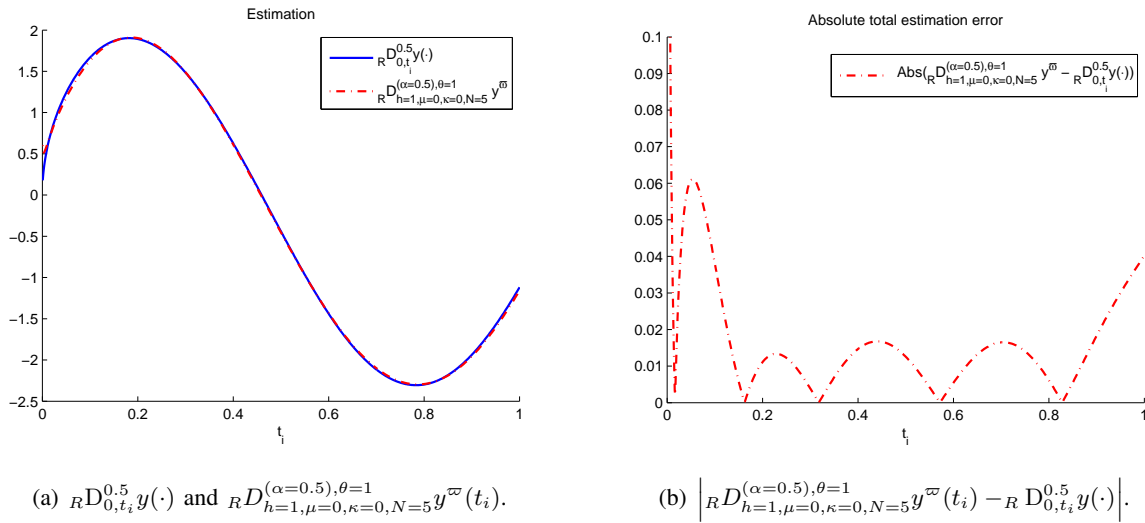 Estimation
2
1.5
1
0.5
0
−0.5
−1
−1.5
−2
−2.5
0 0.2 0.4 0.6 0.8 1
t_i
_R D^{0.5}_{0,t_i} y(·)
_R D^{(α=0.5),θ=1}_{h=1,μ=0,κ=0,N=5} y^ϖ
Absolute total estimation error
0.1
0.09
0.08
0.07
0.06
0.05
0.04
0.03
0.02
0.01
0
0 0.2 0.4 0.6 0.8 1
t_i
Abs(_R D^{(α=0.5),θ=1}_{h=1,μ=0,κ=0,N=5} y^ϖ − _R D^{0.5}_{0,t_i} y(·))
(a) _R D^{0.5}_{0,t_i} y(·) and _R D^{(α=0.5),θ=1}_{h=1,μ=0,κ=0,N=5} y^ϖ(t_i).
(b) |_R D^{(α=0.5),θ=1}_{h=1,μ=0,κ=0,N=5} y^ϖ(t_i) −_R D^{0.5}_{0,t_i} y(·)|.